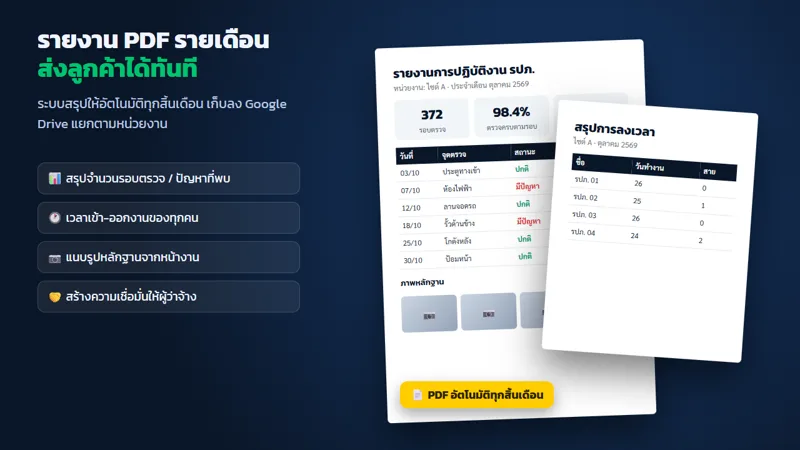 รายงาน PDF รายเดือน
ส่งลูกค้าได้ทันที
ระบบสรุปให้อัตโนมัติทุกสิ้นเดือน เก็บลง Google
Drive แยกตามหน่วยงาน
สรุปจำนวนรอบตรวจ / ปัญหาที่พบ
เวลาเข้า-ออกงานของทุกคน
แนบรูปหลักฐานจากหน้างาน
สร้างความเชื่อมั่นให้ผู้ว่าจ้าง
รายงานการปฏิบัติงาน รปภ.
หน่วยงาน: ไซต์ A · ประจำเดือน ตุลาคม 2569
372
รอบตรวจ
98.4%
ตรวจครบตามรอบ
วันที่ จุดตรวจ สถานะ
03/10 ประตูทางเข้า ปกติ
07/10 ห้องไฟฟ้า มีปัญหา
12/10 ลานจอดรถ ปกติ
18/10 รั้วด้านข้าง มีปัญหา
25/10 โกดังหลัง ปกติ
30/10 ป้อมหน้า ปกติ
ภาพหลักฐาน
PDF อัตโนมัติทุกสิ้นเดือน
สรุปการลงเวลา
ไซต์ A · ตุลาคม 2569
ชื่อ วันทำงาน สาย
รปภ. 01 26 0
รปภ. 02 25 1
รปภ. 03 26 0
รปภ. 04 24 2